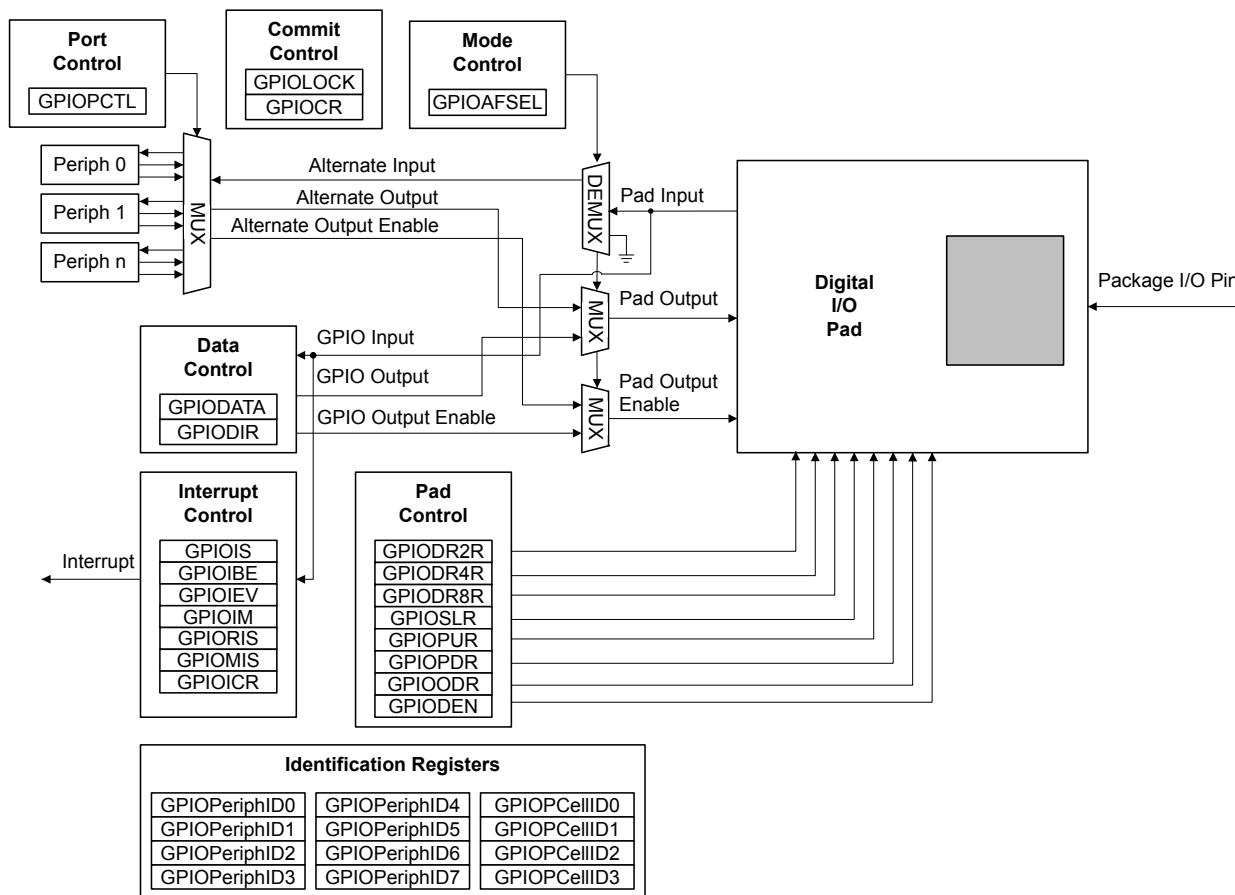 Port
Control
GPIOPCTL
Commit
Control
GPIOLOCK
GPIOCR
Mode
Control
GPIOAFSEL
Periph 0
Periph 1
Periph n
MUX
Alternate Input
Alternate Output
Alternate Output Enable
DEMUX
Pad Input
MUX
Pad Output
MUX
Pad Output
Enable
Digital
I/O
Pad
Package I/O Pin
Data
Control
GPIODATA
GPIODIR
GPIO Input
GPIO Output
GPIO Output Enable
Interrupt
Interrupt
Control
GPIOIS
GPIOIBE
GPIOIEV
GPIOIM
GPIORIS
GPIOMIS
GPIOICR
Pad
Control
GPIODR2R
GPIODR4R
GPIODR8R
GPIOSLR
GPIOPUR
GPIOPDR
GPIOODR
GPIODEN
Identification Registers
GPIOPeriphID0
GPIOPeriphID1
GPIOPeriphID2
GPIOPeriphID3
GPIOPeriphID4
GPIOPeriphID5
GPIOPeriphID6
GPIOPeriphID7
GPIOPCellID0
GPIOPCellID1
GPIOPCellID2
GPIOPCellID3